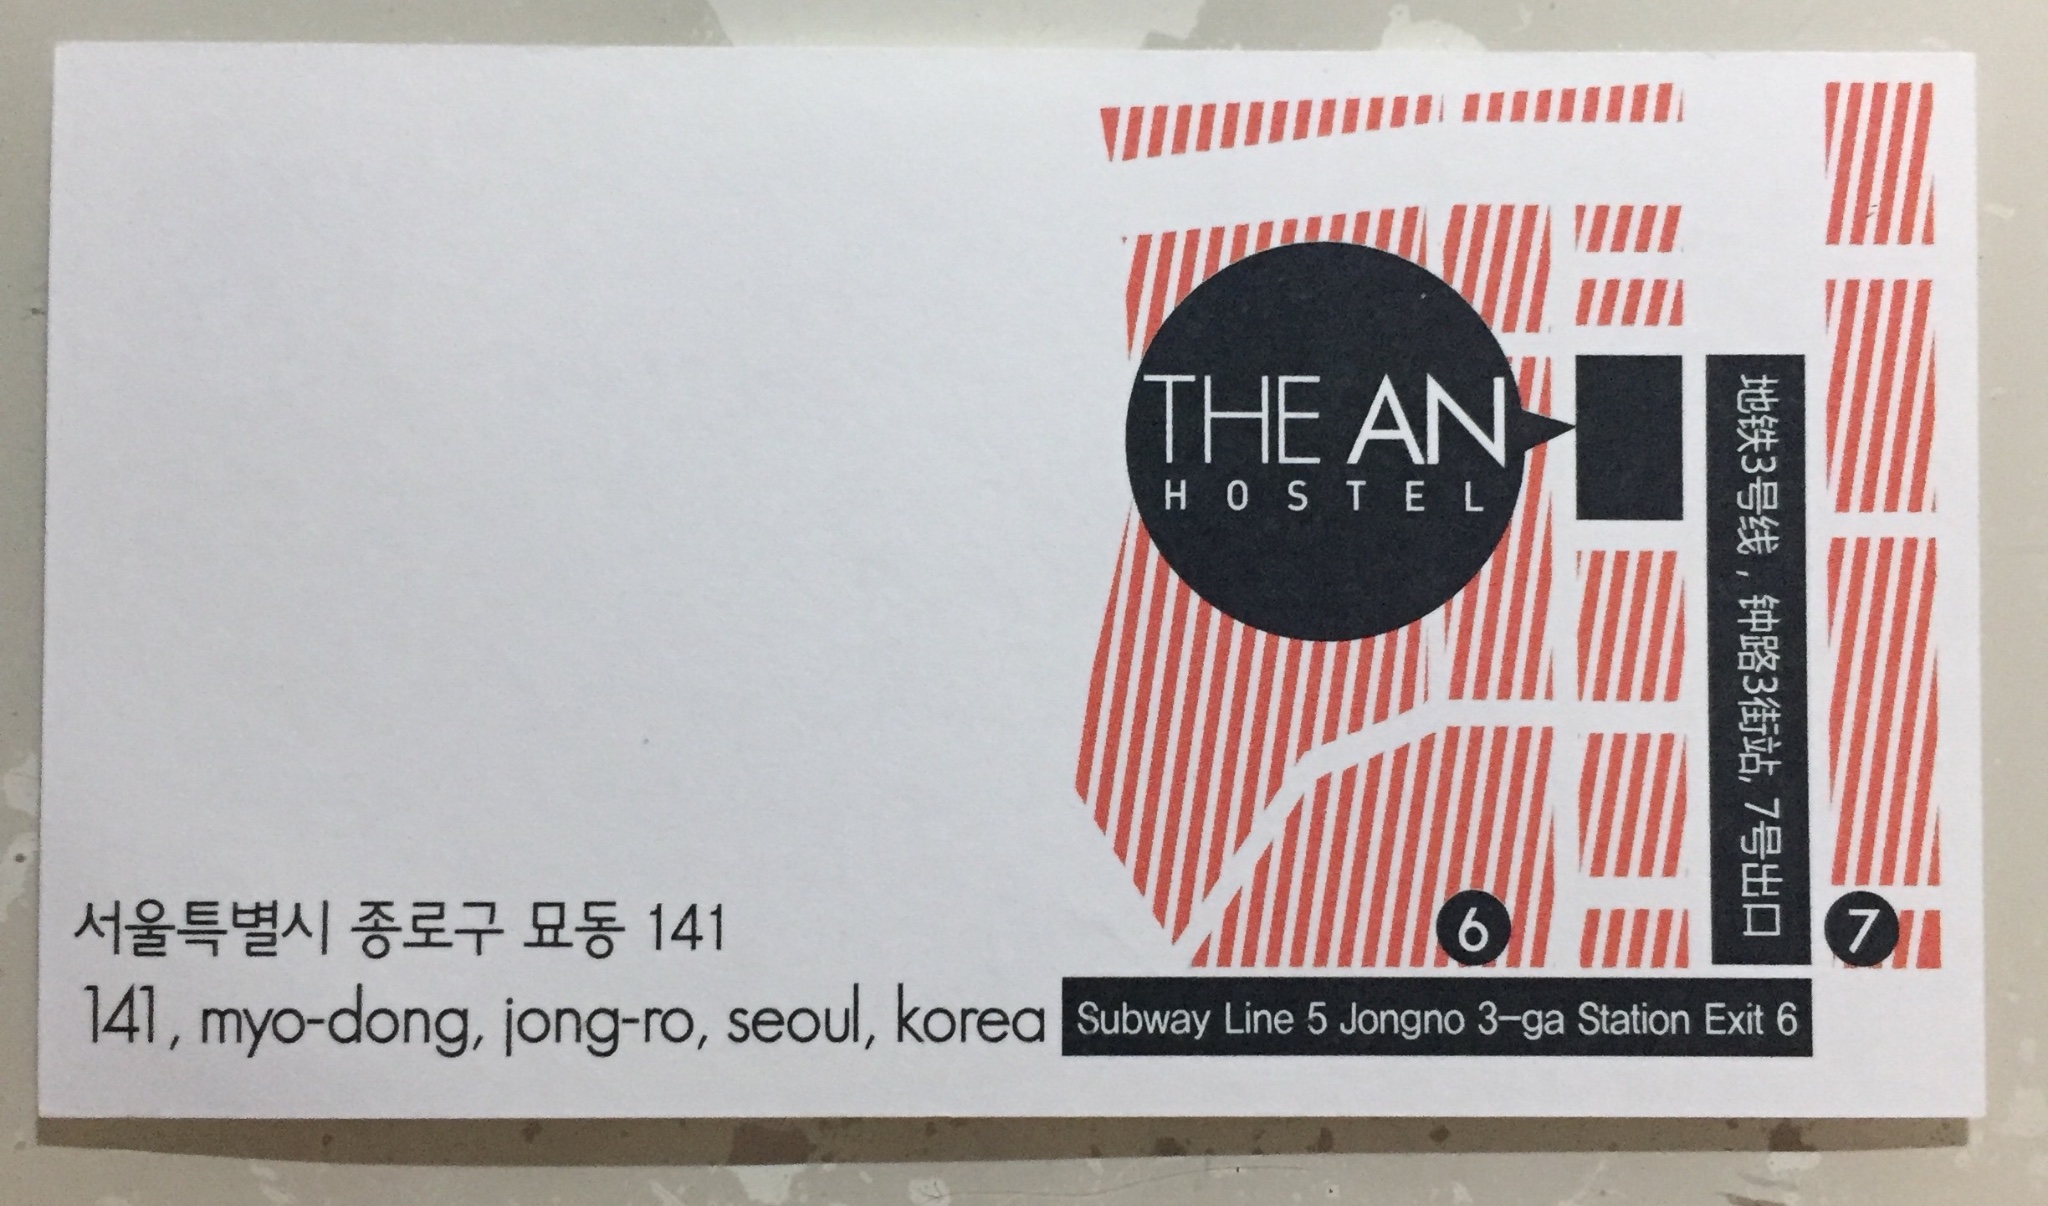 THE AN
HOSTEL
地铁3号线, 钟路3街站, 7号出口
6
7
서울특별시 종로구 묘동 141
141, myo-dong, jong-ro, seoul, korea
Subway Line 5 Jongno 3-ga Station Exit 6